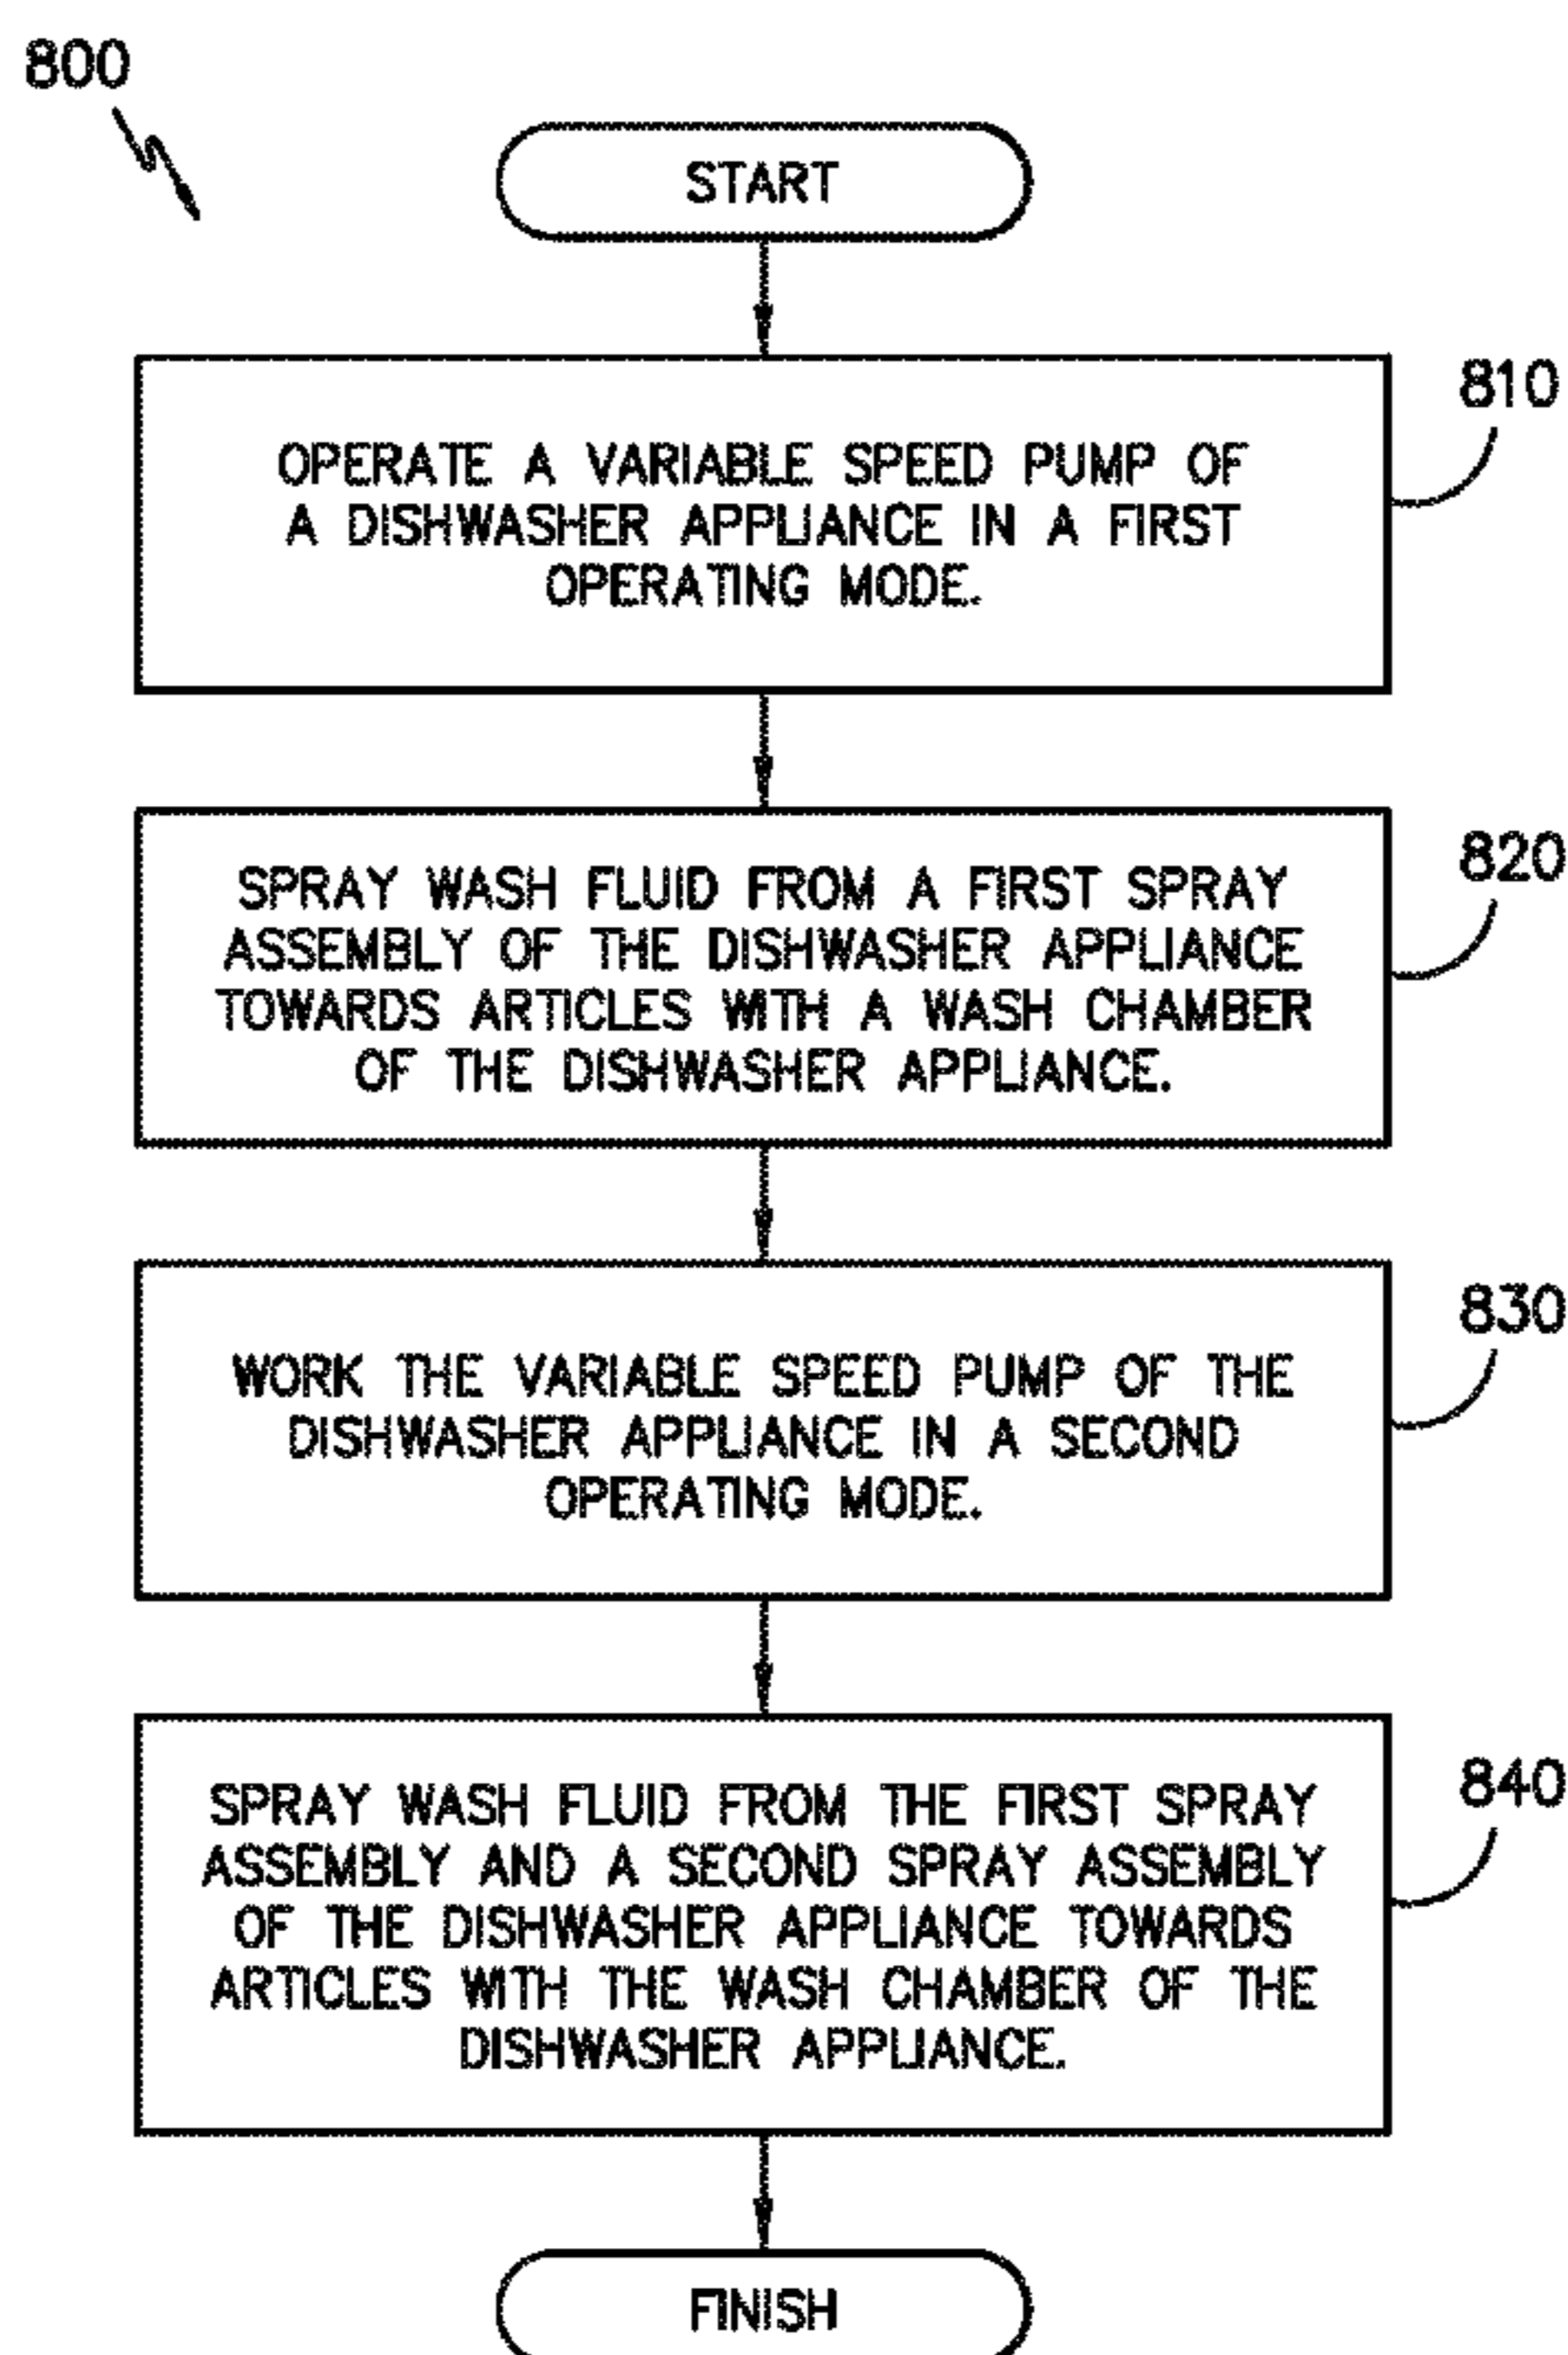 800
START
810
OPERATE A VARIABLE SPEED PUMP OF
A DISHWASHER APPLIANCE IN A FIRST
OPERATING MODE.
820
SPRAY WASH FLUID FROM A FIRST SPRAY
ASSEMBLY OF THE DISHWASHER APPLIANCE
TOWARDS ARTICLES WITH A WASH CHAMBER
OF THE DISHWASHER APPLIANCE.
830
WORK THE VARIABLE SPEED PUMP OF THE
DISHWASHER APPLIANCE IN A SECOND
OPERATING MODE.
840
SPRAY WASH FLUID FROM THE FIRST SPRAY
ASSEMBLY AND A SECOND SPRAY ASSEMBLY
OF THE DISHWASHER APPLIANCE TOWARDS
ARTICLES WITH THE WASH CHAMBER OF THE
DISHWASHER APPLIANCE.
FINISH